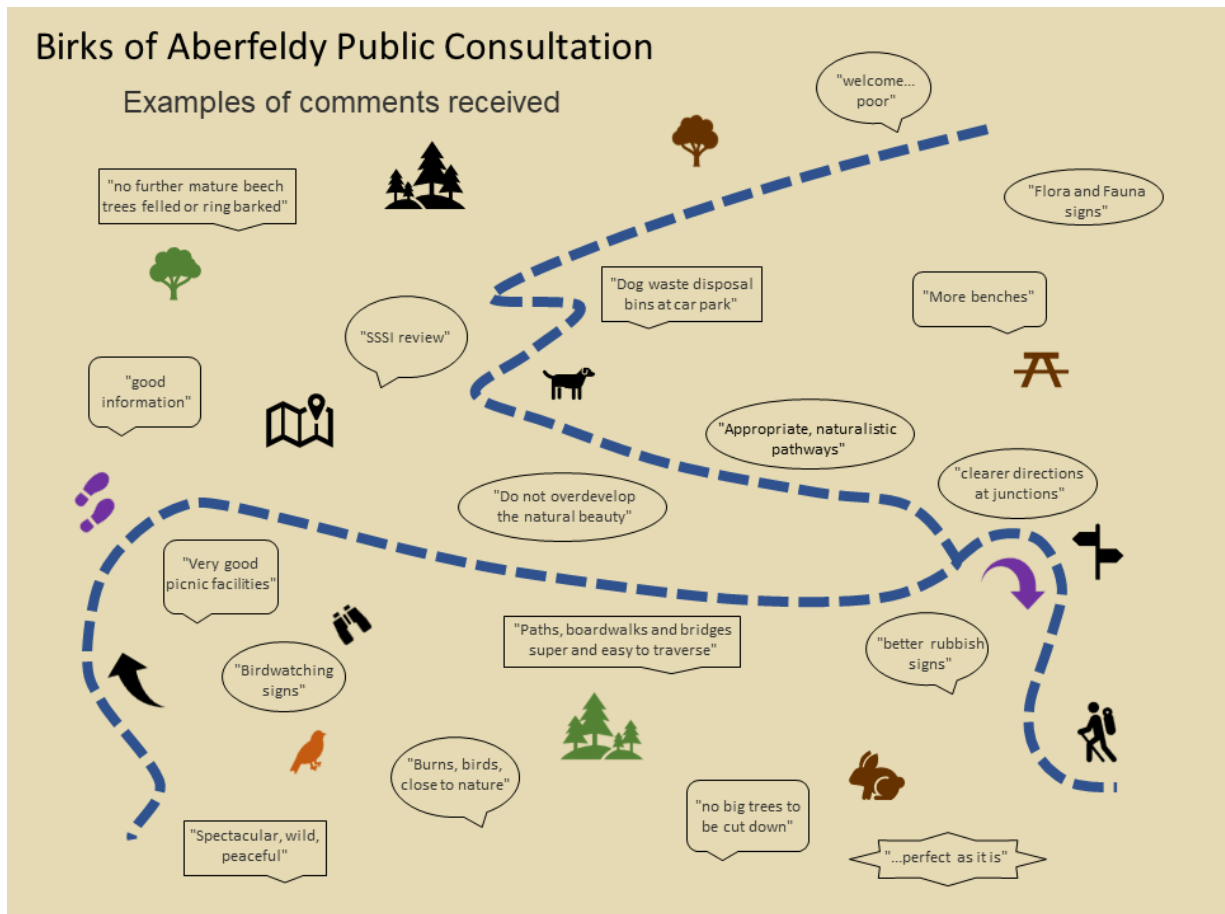 Birks of Aberfeldy Public Consultation
Examples of comments received
"welcome...
poor"
"no further mature beech
trees felled or ring barked"
"Flora and Fauna
signs"
"Dog waste disposal
bins at car park"
"More benches"
"SSSI review"
"good
information"
"Appropriate, naturalistic
pathways"
"clearer directions
at junctions"
"Do not overdevelop
the natural beauty"
"Very good
picnic facilities"
"Paths, boardwalks and bridges
super and easy to traverse"
"better rubbish
signs"
"Birdwatching
signs"
"Burns, birds,
close to nature"
"no big trees to
be cut down"
"Spectacular, wild,
peaceful"
"...perfect as it is"